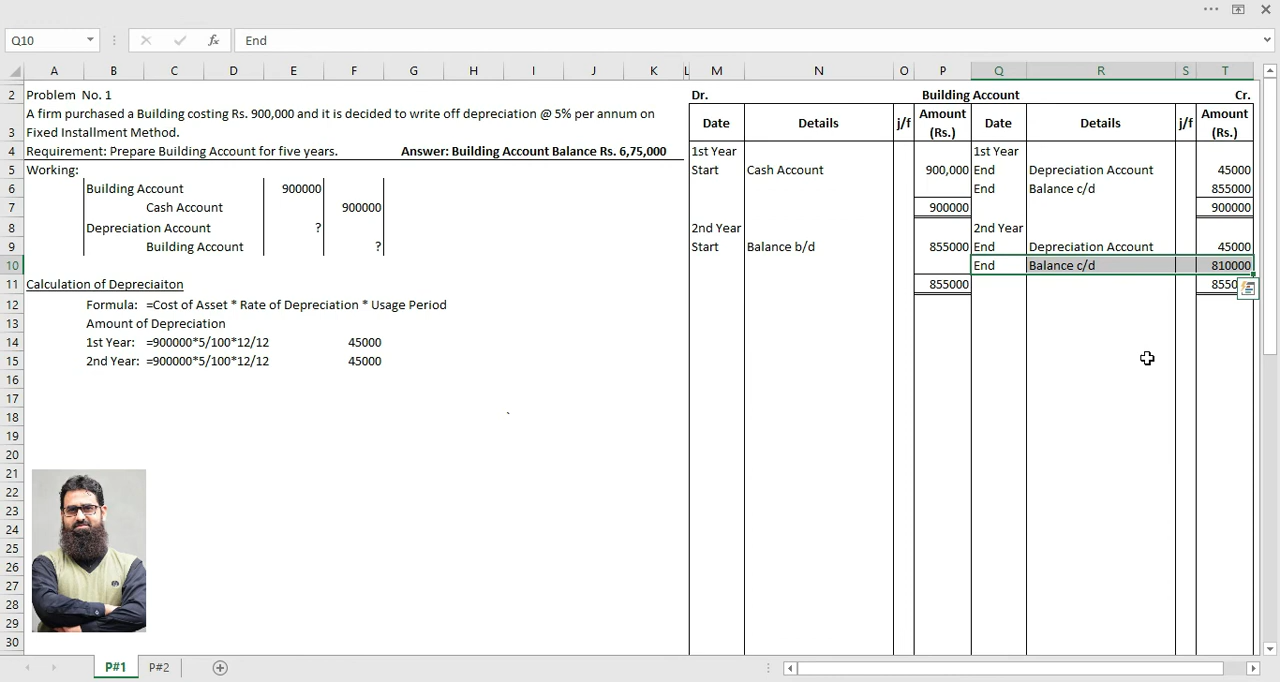 Q10
fx
End
A B C D E F G H I J K L M N O P Q R S T
2 Problem No. 1 Dr. Building Account Cr.
A firm purchased a Building costing Rs. 900,000 and it is decided to write off depreciation @ 5% per annum on
3 Fixed Installment Method. Date Details j/f Amount (Rs.) Date Details j/f Amount (Rs.)
4 Requirement: Prepare Building Account for five years. Answer: Building Account Balance Rs. 6,75,000 1st Year 1st Year
5 Working: Start Cash Account 900,000 End Depreciation Account 45000
6 Building Account 900000 End Balance c/d 855000
7 Cash Account 900000 900000 900000
8 Depreciation Account ? 2nd Year 2nd Year
9 Building Account ? Start Balance b/d 855000 End Depreciation Account 45000
10 End Balance c/d 810000
11 Calculation of Depreciaiton 855000
12 Formula: =Cost of Asset * Rate of Depreciation * Usage Period
13 Amount of Depreciation
14 1st Year: =900000*5/100*12/12 45000
15 2nd Year: =900000*5/100*12/12 45000
16
17
18
19
20
21
22
23
24
25
26
27
28
29
30
P#1 P#2